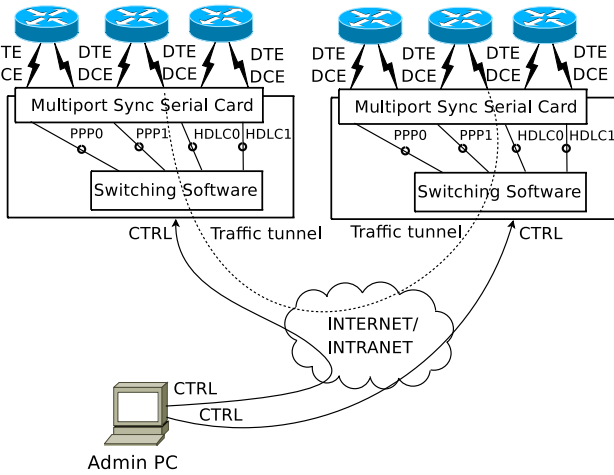 TE
CE
DTE
DCE
DTE
DCE
DTE
DCE
DTE
DCE
DTE
DCE
DTE
DCE
Multiport Sync Serial Card
Multiport Sync Serial Card
PPP0
PPP1
HDLC0
HDLC1
PPP0
PPP1
HDLC0
HDLC1
Switching Software
Switching Software
CTRL
Traffic tunnel
Traffic tunnel
CTRL
INTERNET/
INTRANET
CTRL
CTRL
Admin PC